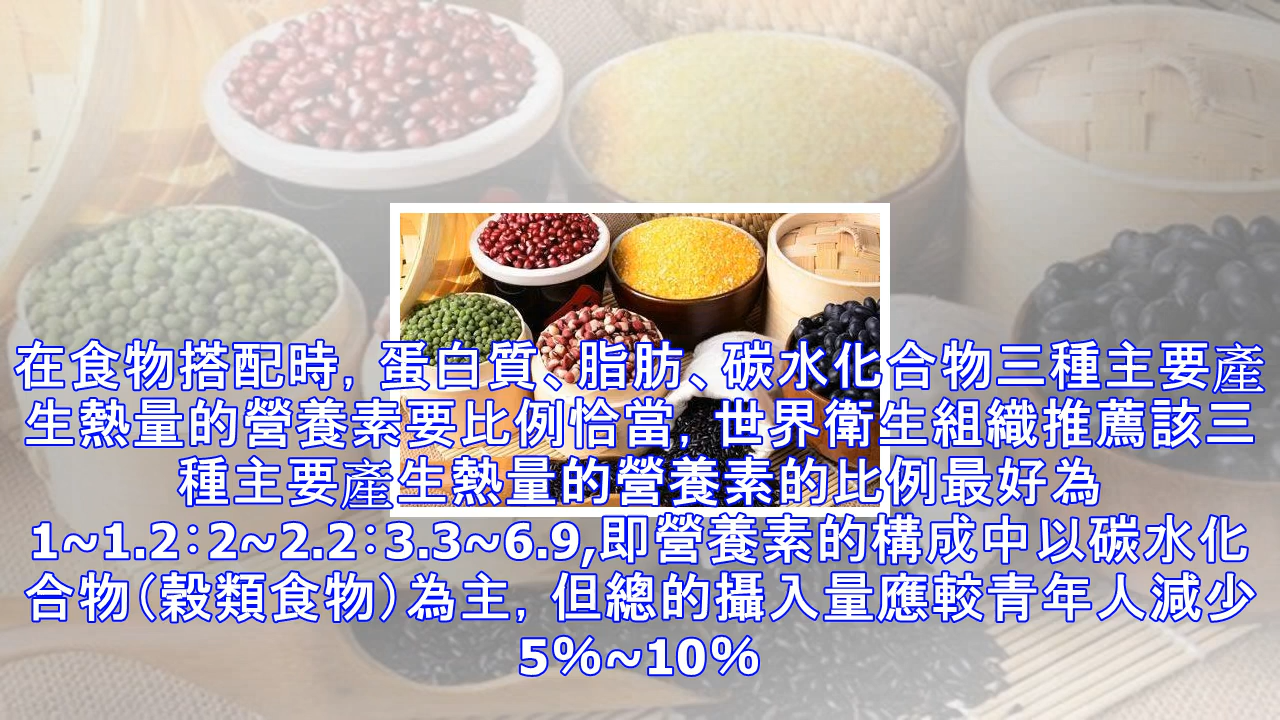 在食物搭配時，蛋白質、脂肪、碳水化合物三種主要產
生熱量的營養素要比例恰當，世界衛生組織推薦該三
種主要產生熱量的營養素的比例最好為
1~1.2：2~2.2：3.3~6.9,即營養素的構成中以碳水化
合物（穀類食物）為主，但總的攝入量應較青年人減少
5%~10%